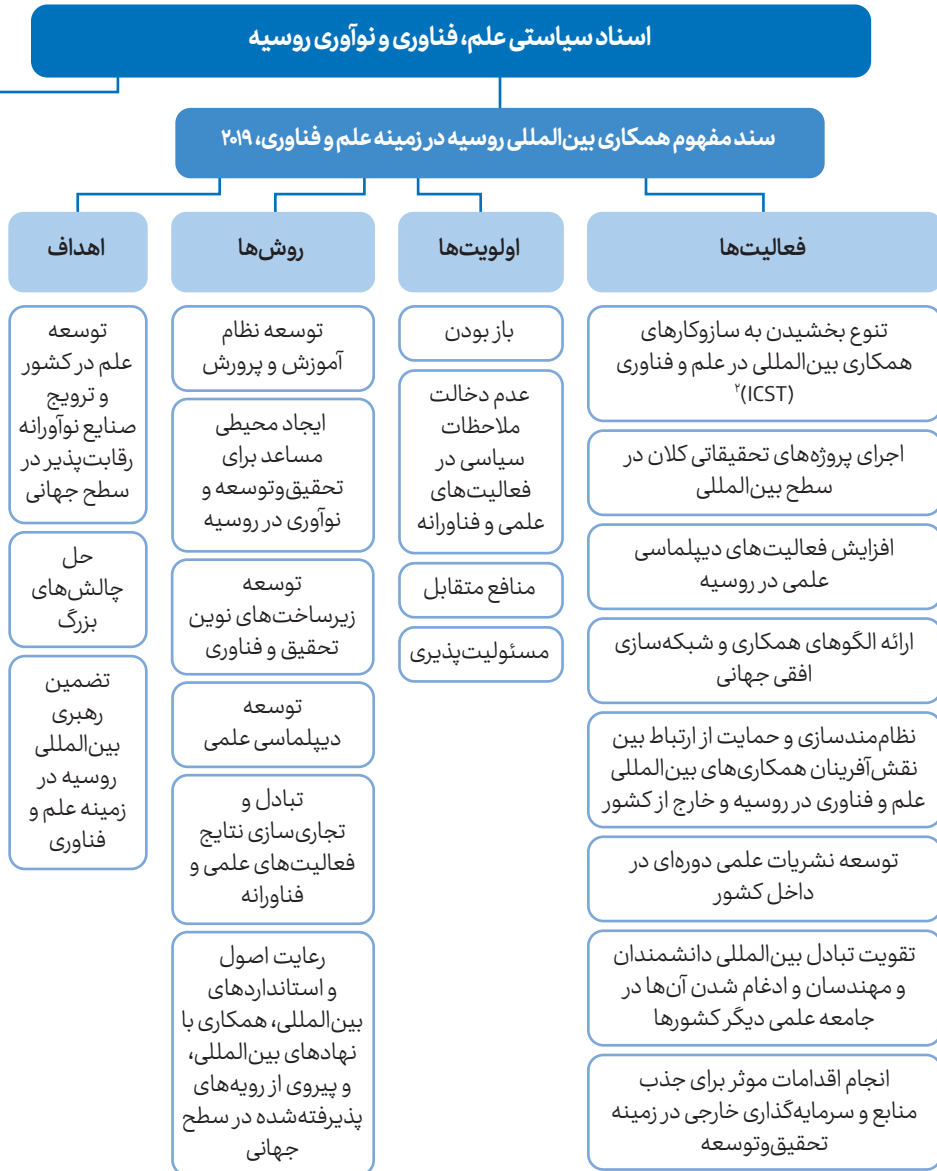 اسناد سیاستی علم، فناوری و نوآوری روسیه
سند مفهوم همکاری بین‌المللی روسیه در زمینه علم و فناوری، ۲۰۱۹
فعالیت‌ها
تنوع بخشیدن به سازوکارهای
همکاری بین‌المللی در علم و فناوری
(ICST)۲
اجرای پروژه‌های تحقیقاتی کلان در
سطح بین‌المللی
افزایش فعالیت‌های دیپلماسی
علمی در روسیه
ارائه الگوهای همکاری و شبکه‌سازی
افقی جهانی
نظام‌مندسازی و حمایت از ارتباط بین
نقش‌آفرینان همکاری‌های بین‌المللی
علم و فناوری در روسیه و خارج از کشور
توسعه نشریات علمی دوره‌ای در
داخل کشور
تقویت تبادل بین‌المللی دانشمندان
و مهندسان و ادغام شدن آن‌ها در
جامعه علمی دیگر کشورها
انجام اقدامات موثر برای جذب
منابع و سرمایه‌گذاری خارجی در زمینه
تحقیق‌وتوسعه
اولویت‌ها
باز بودن
عدم دخالت
ملاحظات
سیاسی در
فعالیت‌های
علمی و فناورانه
منافع متقابل
مسئولیت‌پذیری
روش‌ها
توسعه نظام
آموزش و پرورش
ایجاد محیطی
مساعد برای
تحقیق‌وتوسعه و
نوآوری در روسیه
توسعه
زیرساخت‌های نوین
تحقیق و فناوری
توسعه
دیپلماسی علمی
تبادل و
تجاری‌سازی نتایج
فعالیت‌های علمی و
فناورانه
رعایت اصول
و استانداردهای
بین‌المللی، همکاری با
نهادهای بین‌المللی،
و پیروی از رویه‌های
پذیرفته‌شده در سطح
جهانی
اهداف
توسعه
علم در کشور
و ترویج
صنایع نوآورانه
رقابت‌پذیر در
سطح جهانی
حل
چالش‌های
بزرگ
تضمین
رهبری
بین‌المللی
روسیه در
زمینه علم و
فناوری